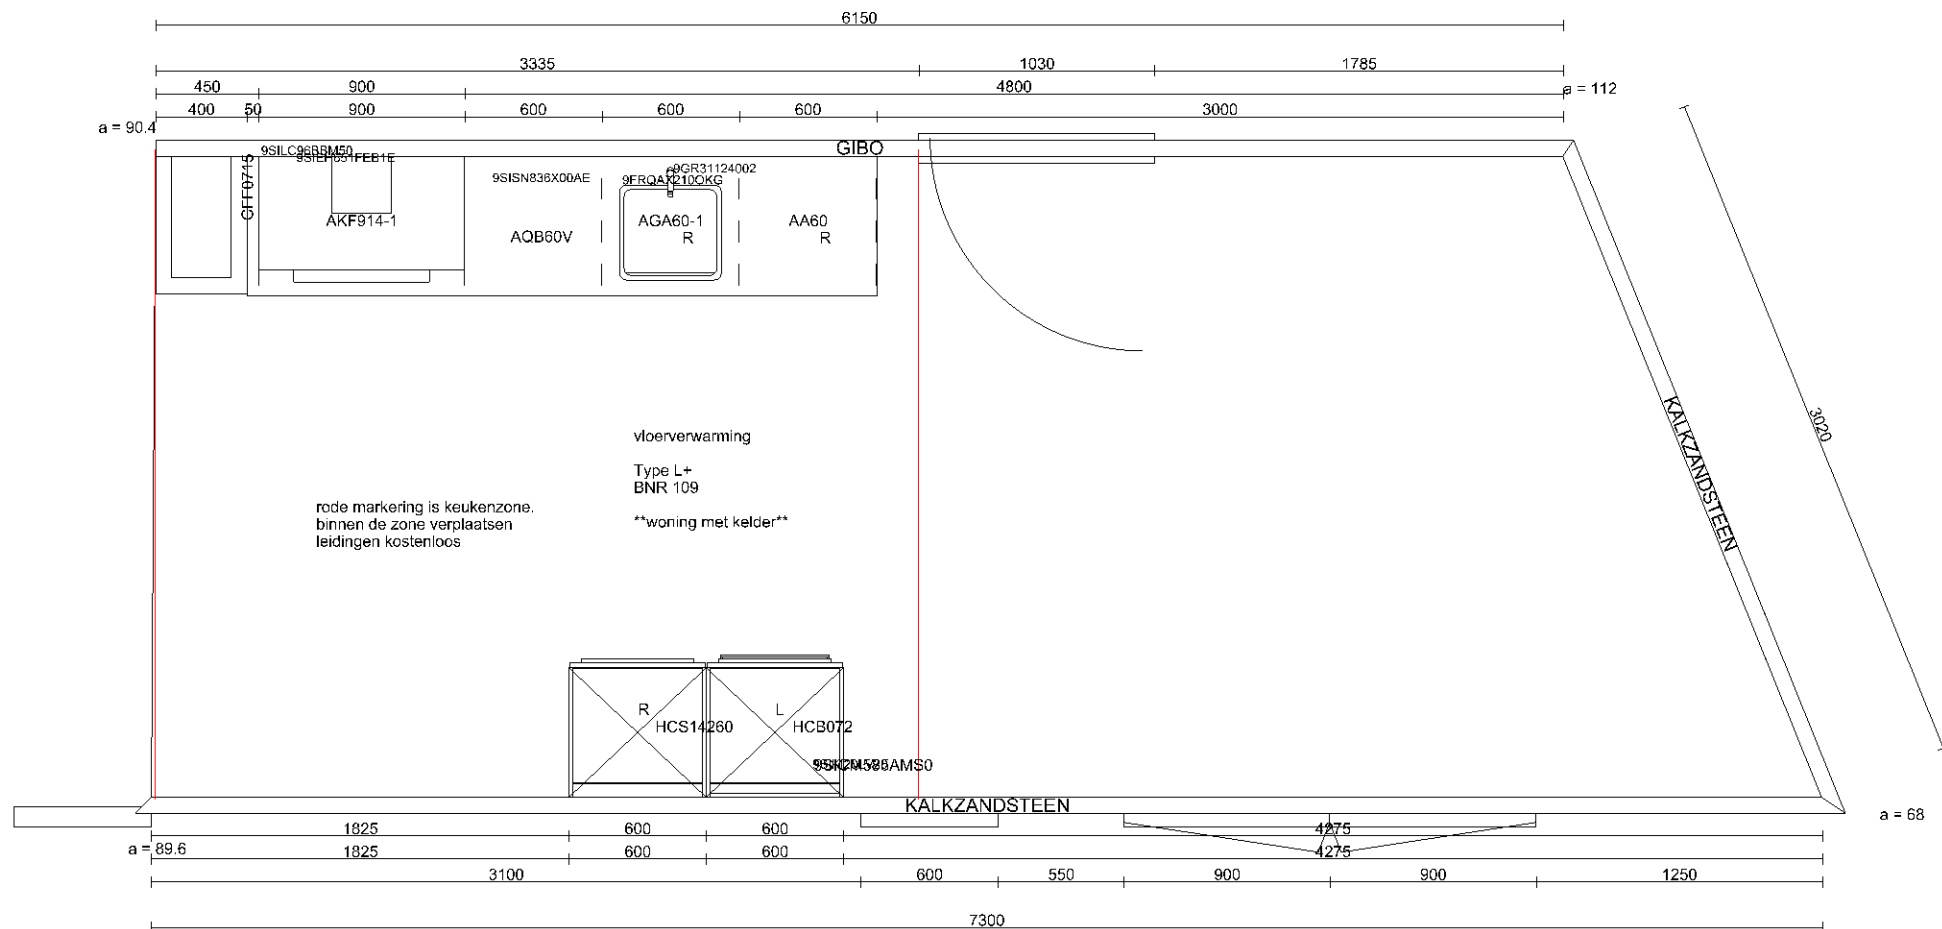 6150
3335 1030 1785
450 900 4800
a = 112
400 50 900 600 600 600 3000
a = 90.4
GIBO
9SILC96BBM50
9SIEH651FEB1E
9GR31124002
9SISN836X00AE
9FRQAX210OKG
CFF0715
AKF914-1
AGA60-1
R
AA60
R
AQB60V
3020
KALKZANDSTEEN
vloerverwarming
Type L+
BNR 109
**woning met kelder**
rode markering is keukenzone.
binnen de zone verplaatsen
leidingen kostenloos
R
HCS14260
L
HCB072
KALKZANDSTEEN
a = 68
1825 600 600 4275
a = 89.6
1825 600 600 4275
3100 600 550 900 900 1250
7300